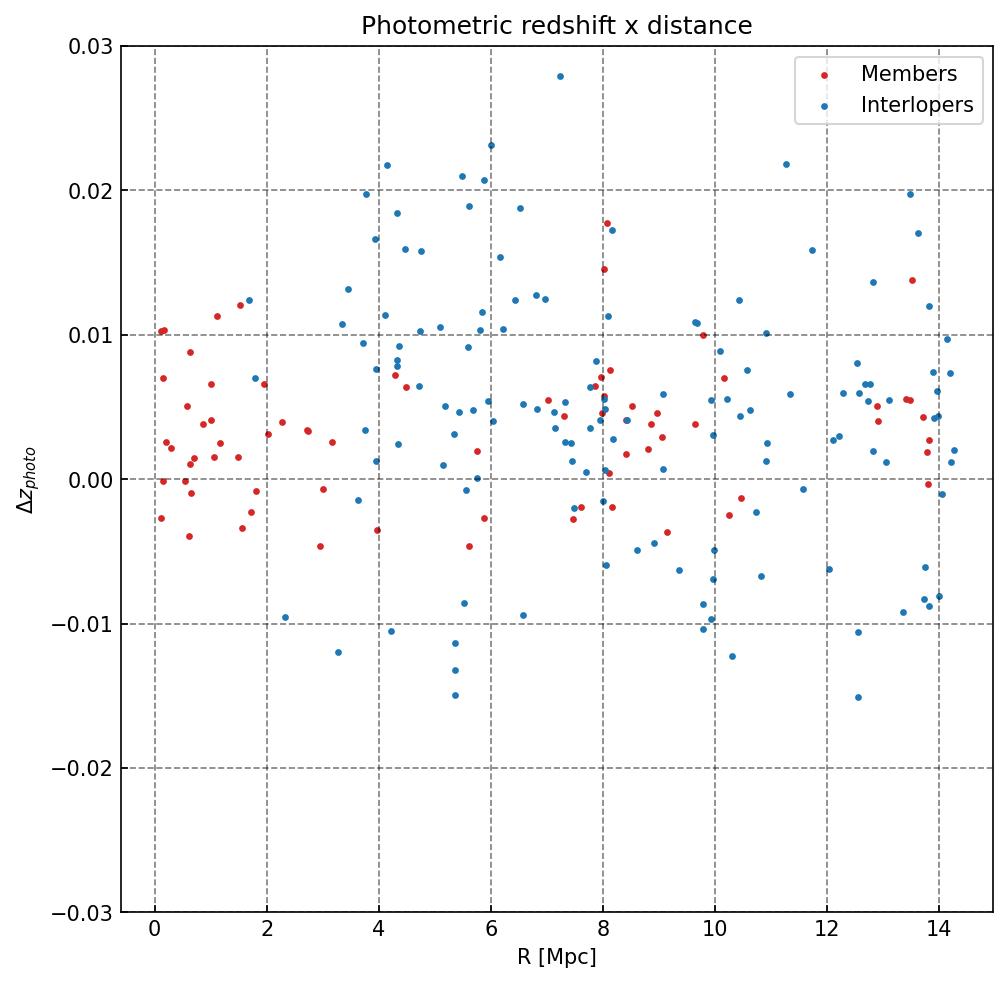 Photometric redshift x distance
Members
Interlopers
0.03
0.02
0.01
0.00
−0.01
−0.02
−0.03
Δz_photo
0 2 4 6 8 10 12 14
R [Mpc]